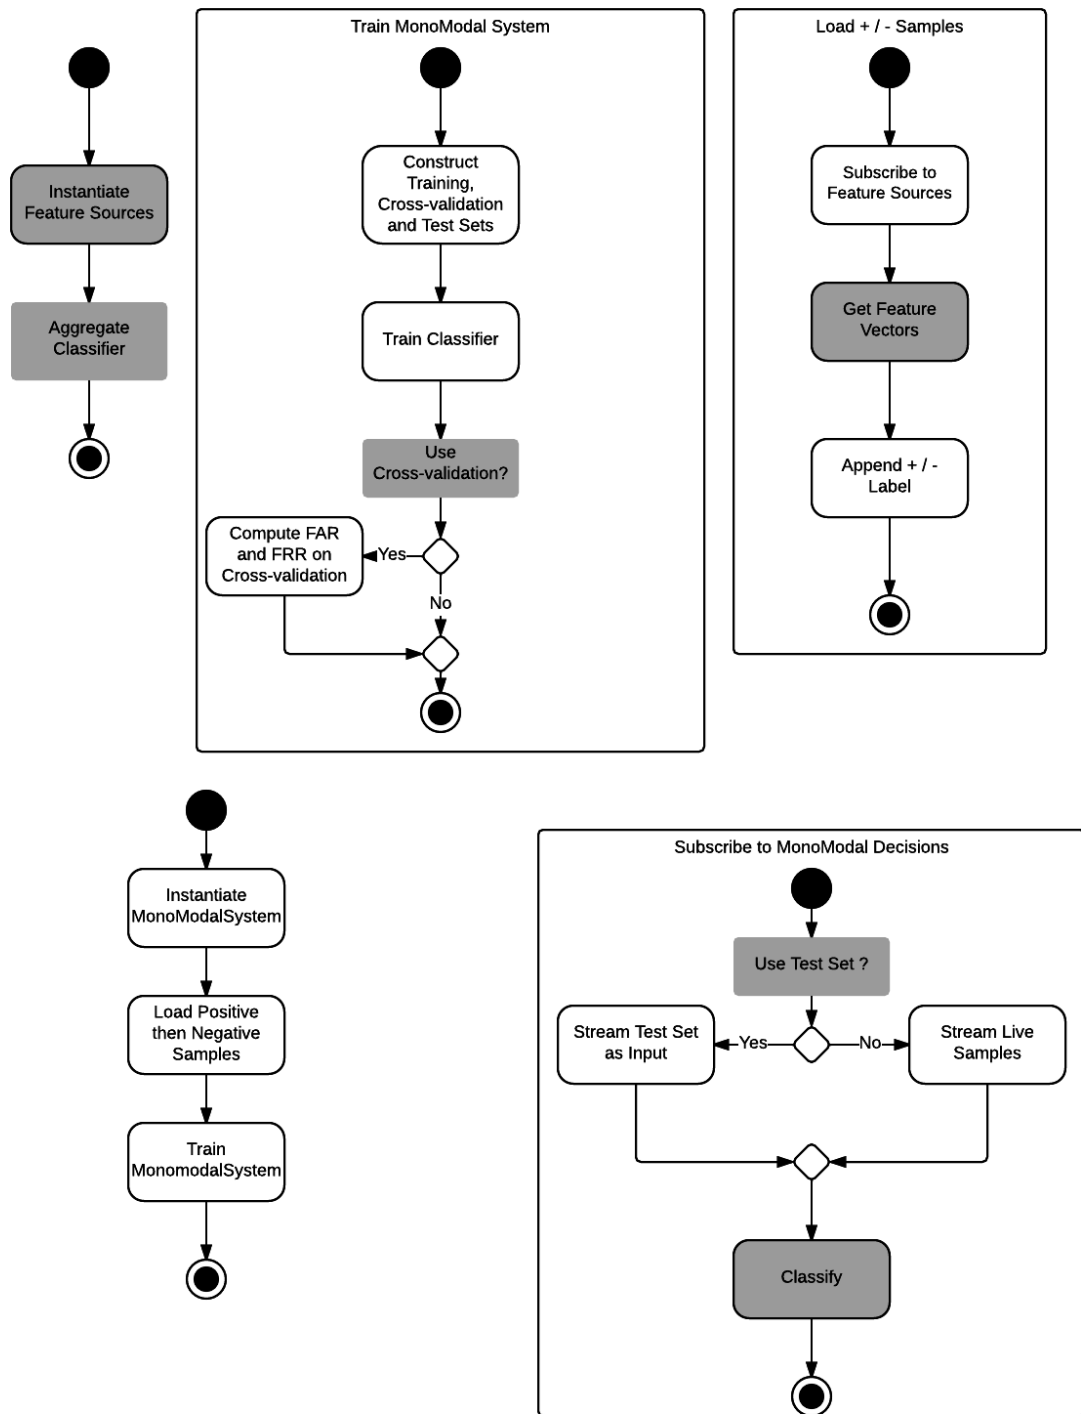 Instantiate
Feature Sources
Aggregate
Classifier
Train MonoModal System
Construct
Training,
Cross-validation
and Test Sets
Train Classifier
Use
Cross-validation?
Yes
Compute FAR
and FRR on
Cross-validation
No
Load + / - Samples
Subscribe to
Feature Sources
Get Feature
Vectors
Append + / -
Label
Instantiate
MonoModalSystem
Load Positive
then Negative
Samples
Train
MonomodalSystem
Subscribe to MonoModal Decisions
Use Test Set ?
Stream Test Set
as Input
Yes
No
Stream Live
Samples
Classify